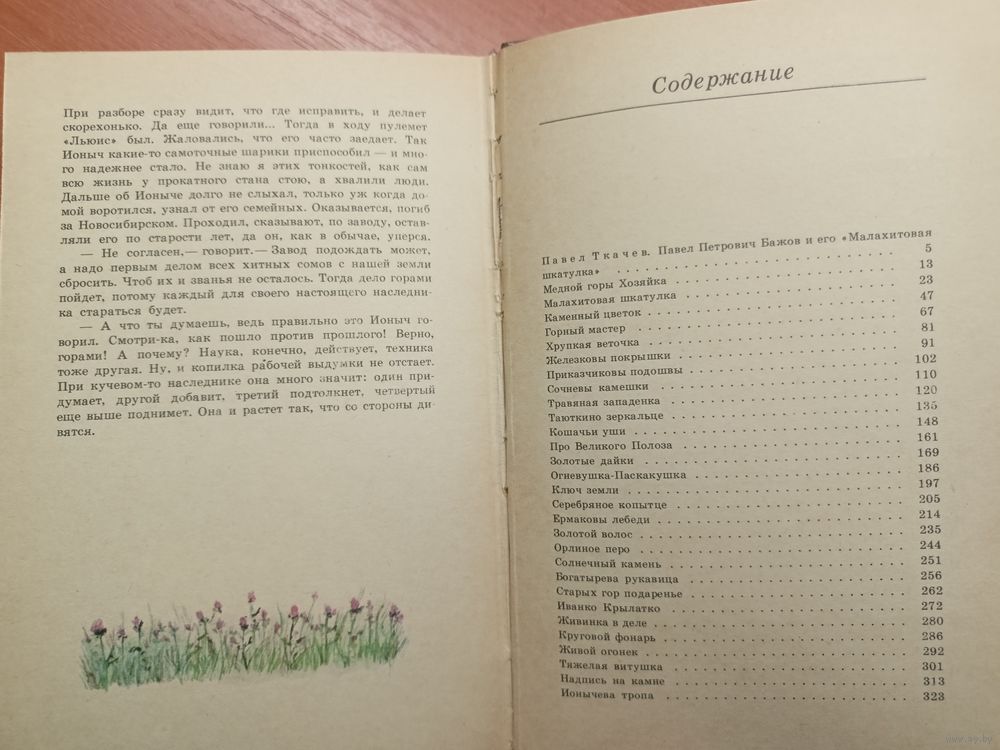 При разборе сразу видит, что где исправить, и делает
скорехонько. Да еще говорили... Тогда в ходу пулемет
«Льюис» был. Жаловались, что его часто заедает. Так
Ионыч какие-то самоточные шарики приспособил — и мно-
го надежнее стало. Не знаю я этих тонкостей, как сам
всю жизнь у прокатного стана стою, а хвалили люди.
Дальше об Ионыче долго не слыхал, только уж когда до-
мой воротился, узнал от его семейных. Оказывается, погиб
за Новосибирском. Проходил, сказывают, по заводу, остав-
ляли его по старости лет, да он, как в обычае, уперся.
— Не согласен,— говорит.— Завод подождать может,
а надо первым делом всех хитных сомов с нашей земли
сбросить. Чтоб их и званья не осталось. Тогда дело горами
пойдет, потому каждый для своего настоящего наследни-
ка стараться будет.
— А что ты думаешь, ведь правильно это Ионыч го-
ворил. Смотри-ка, как пошло против прошлого! Верно,
горами! А почему? Наука, конечно, действует, техника
тоже другая. Ну, и копилка рабочей выдумки не отстает.
При кучевом-то наследнике она много значит: один при-
думает, другой добавит, третий подтолкнет, четвертый
еще выше поднимет. Она и растет так, что со стороны ди-
вятся.
Содержание
Павел Ткачев. Павел Петрович Бажов и его «Малахитовая
шкатулка» . . . . . . . . . . 5
Медной горы Хозяйка . . . . . . . . . . 13
Малахитовая шкатулка . . . . . . . . . . 23
Каменный цветок . . . . . . . . . . 47
Горный мастер . . . . . . . . . . 67
Хрупкая веточка . . . . . . . . . . 81
Железковы покрышки . . . . . . . . . . 91
Приказчиковы подошвы . . . . . . . . . . 102
Сочневы камешки . . . . . . . . . . 110
Травяная западенка . . . . . . . . . . 120
Таюткино зеркальце . . . . . . . . . . 135
Кошачьи уши . . . . . . . . . . 148
Про Великого Полоза . . . . . . . . . . 161
Золотые дайки . . . . . . . . . . 169
Огневушка-Паскакушка . . . . . . . . . . 186
Ключ земли . . . . . . . . . . 197
Серебряное копытце . . . . . . . . . . 205
Ермаковы лебеди . . . . . . . . . . 214
Золотой волос . . . . . . . . . . 235
Орлиное перо . . . . . . . . . . 244
Солнечный камень . . . . . . . . . . 251
Богатырева рукавица . . . . . . . . . . 256
Старых гор подаренье . . . . . . . . . . 262
Иванко Крылатко . . . . . . . . . . 272
Живинка в деле . . . . . . . . . . 280
Круговой фонарь . . . . . . . . . . 286
Живой огонек . . . . . . . . . . 292
Тяжелая витушка . . . . . . . . . . 301
Надпись на камне . . . . . . . . . . 313
Ионычева тропа . . . . . . . . . . 323
www.ay.by